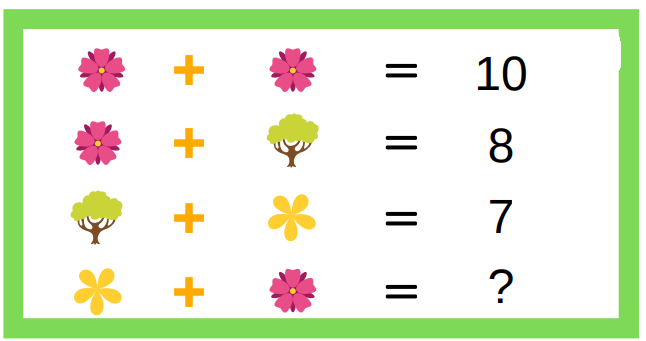 + = 10
+ = 8
+ = 7
+ = ?